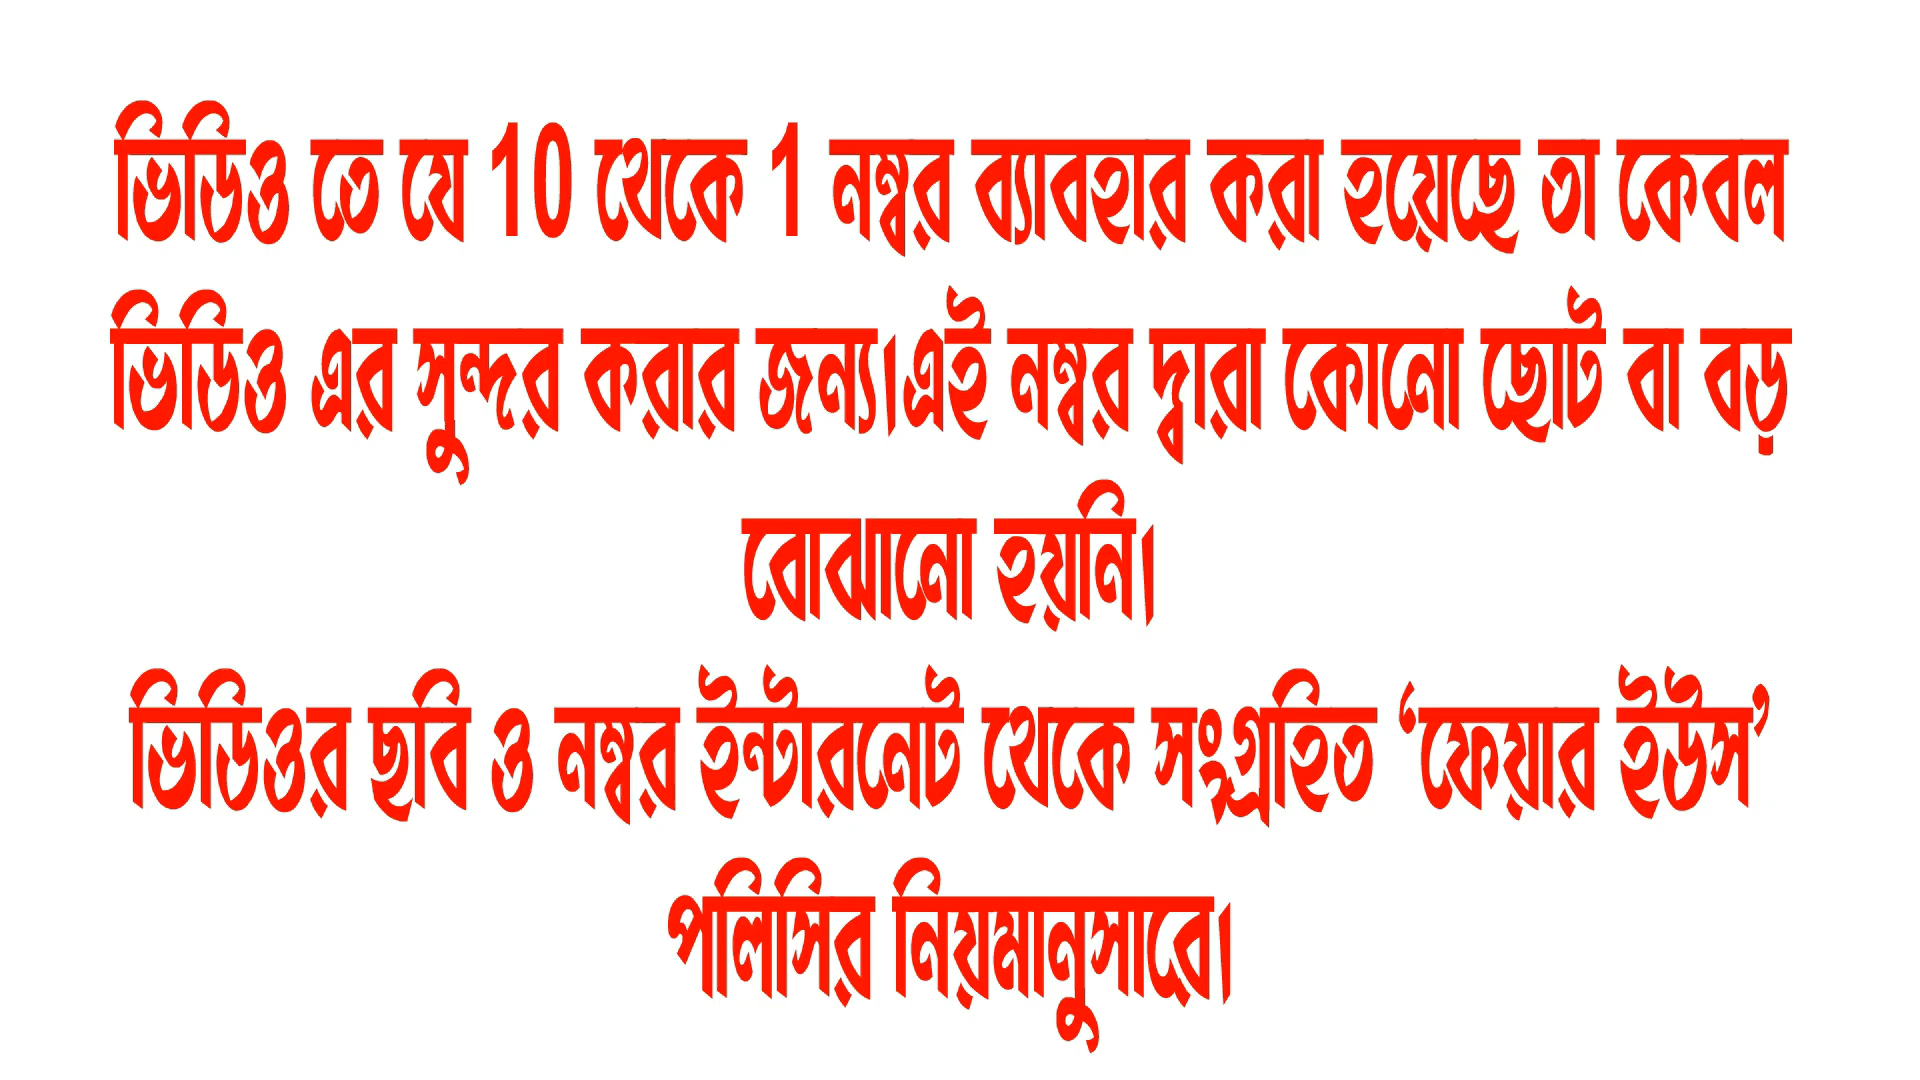 ভিডিও তে যে 10 থেকে 1 নম্বর ব্যাবহার করা হয়েছে তা কেবল
ভিডিও এর সুন্দর করার জন্য।এই নম্বর দ্বারা কোনো ছোট বা বড়
বোঝানো হয়নি।
ভিডিওর ছবি ও নম্বর ইন্টারনেট থেকে সংগ্রহিত ‘ফেয়ার ইউস’
পলিসির নিয়মানুসারে।